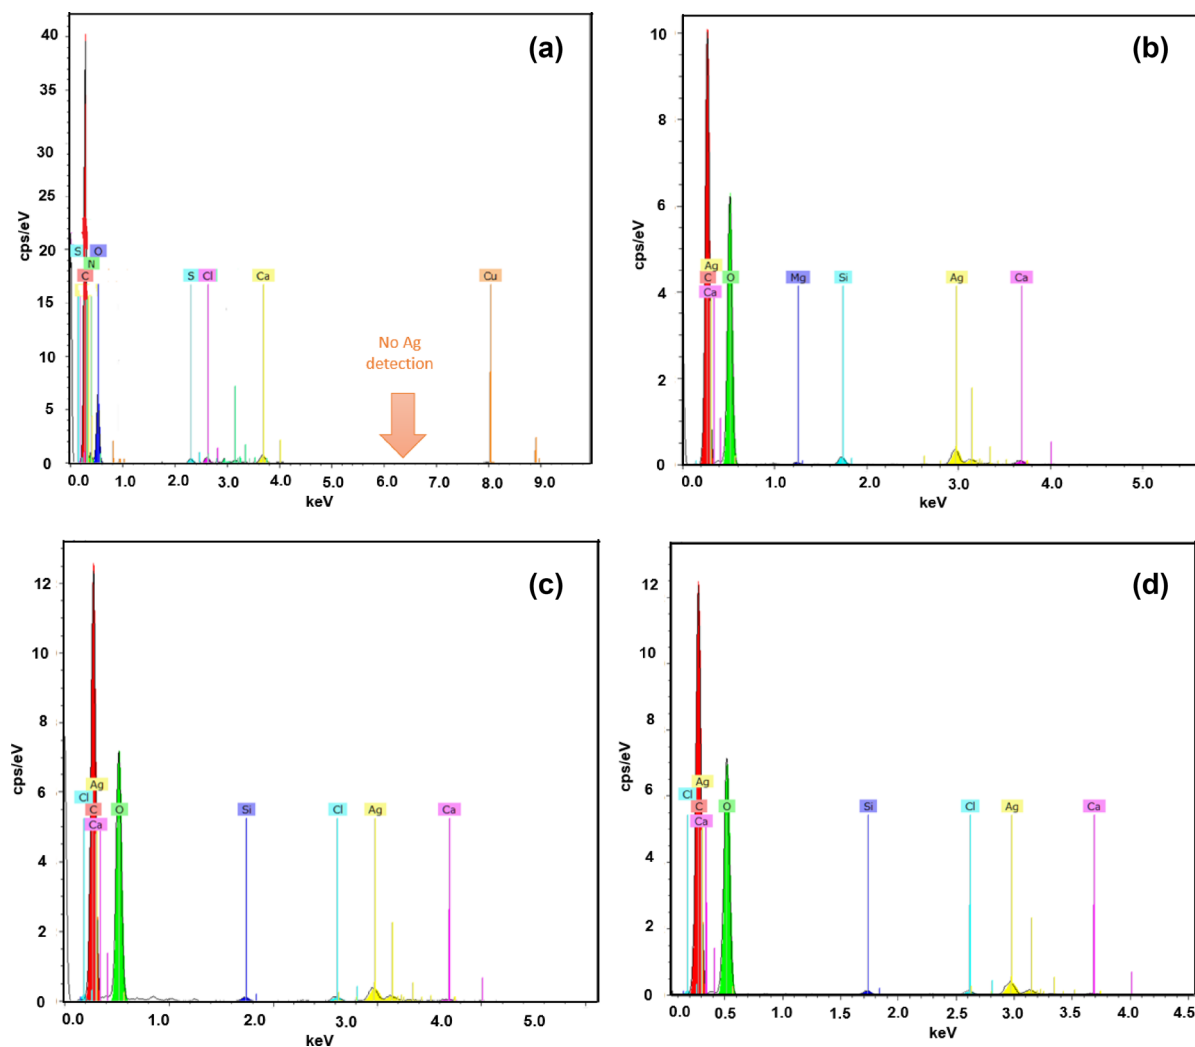 (a)
40
35
30
25
20
15
10
5
0
cps/eV
S
O
N
C
S
Cl
Ca
Cu
No Ag
detection
0.0 1.0 2.0 3.0 4.0 5.0 6.0 7.0 8.0 9.0
keV
(b)
10
8
6
4
2
0
cps/eV
Ag
C
O
Ca
Mg
Si
Ag
Ca
0.0 1.0 2.0 3.0 4.0 5.0
keV
(c)
12
10
8
6
4
2
0
cps/eV
Ag
Cl
C
O
Ca
Si
Cl
Ag
Ca
0.0 1.0 2.0 3.0 4.0 5.0
keV
(d)
12
10
8
6
4
2
0
cps/eV
Ag
Cl
C
O
Ca
Si
Cl
Ag
Ca
0.0 0.5 1.0 1.5 2.0 2.5 3.0 3.5 4.0 4.5
keV